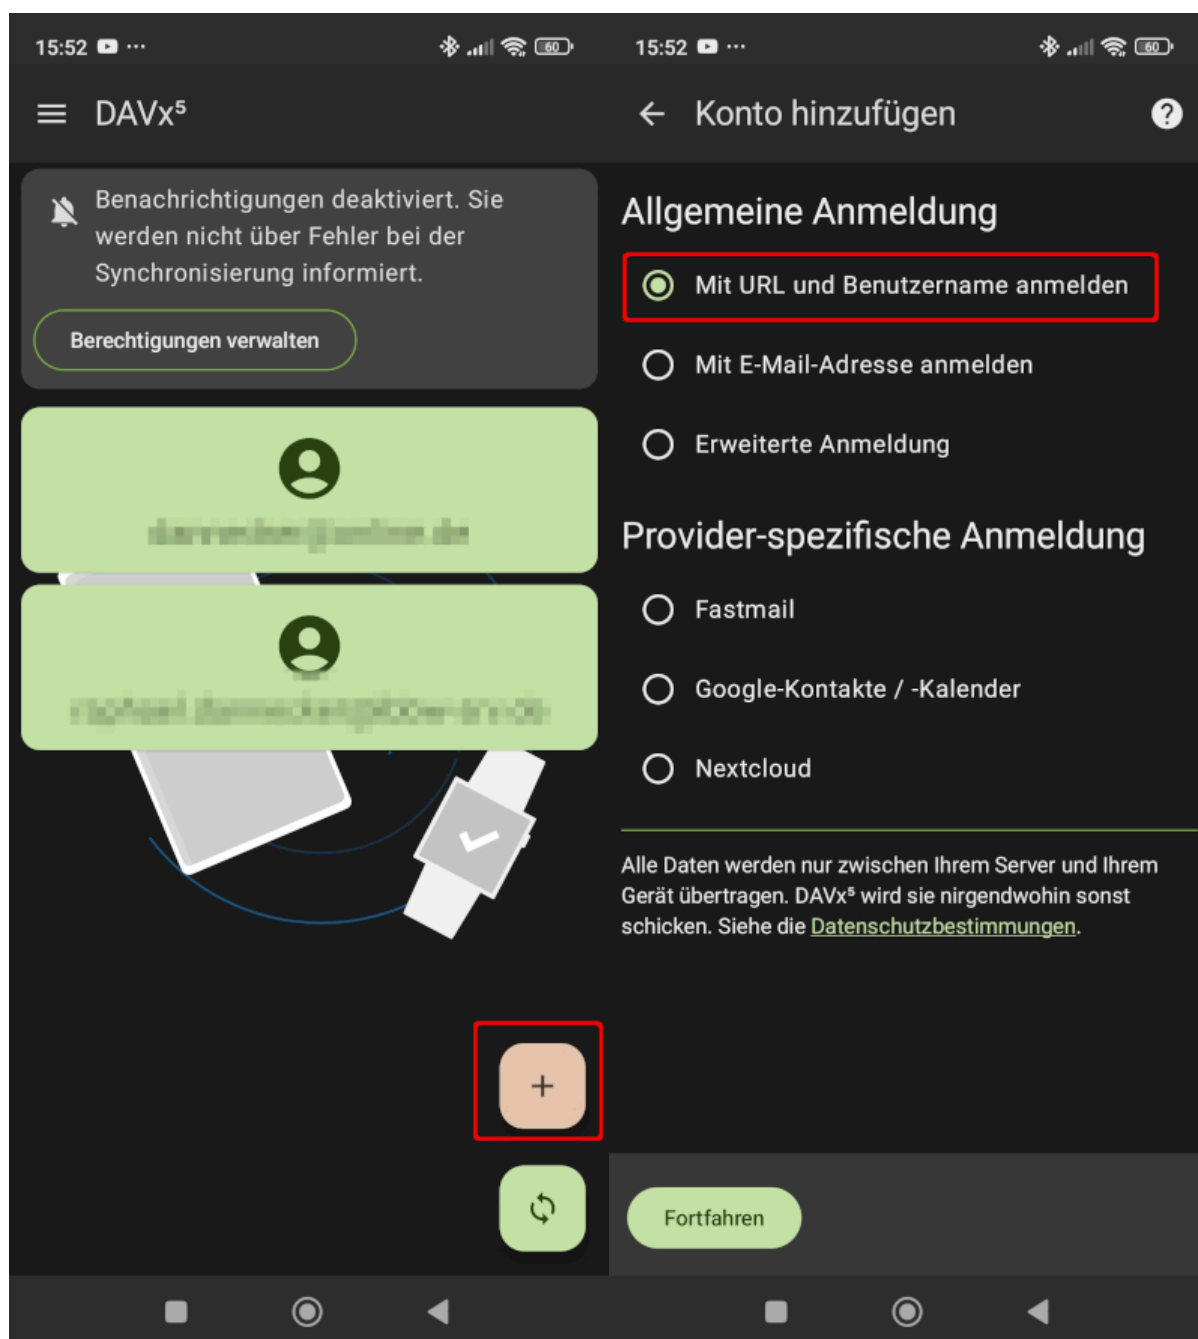 15:52
60
DAVx⁵
Benachrichtigungen deaktiviert. Sie
werden nicht über Fehler bei der
Synchronisierung informiert.
Berechtigungen verwalten
15:52
60
Konto hinzufügen
Allgemeine Anmeldung
Mit URL und Benutzername anmelden
Mit E-Mail-Adresse anmelden
Erweiterte Anmeldung
Provider-spezifische Anmeldung
Fastmail
Google-Kontakte / -Kalender
Nextcloud
Alle Daten werden nur zwischen Ihrem Server und Ihrem
Gerät übertragen. DAVx⁵ wird sie nirgendwohin sonst
schicken. Siehe die Datenschutzbestimmungen.
Fortfahren